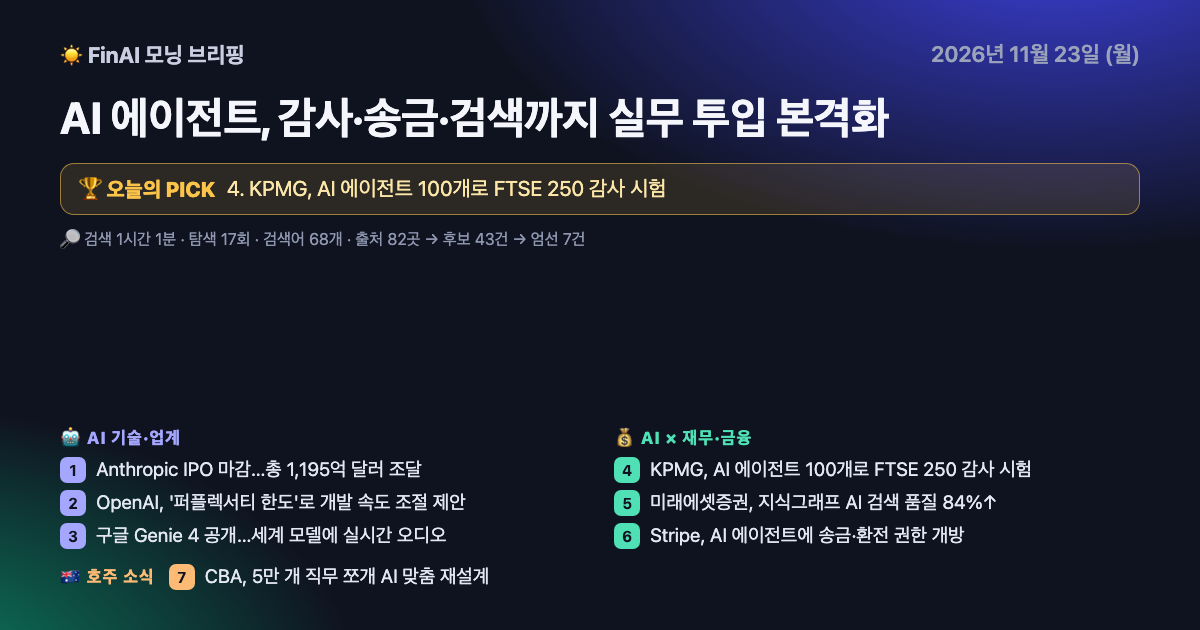 ☀️ FinAI 모닝 브리핑
2026년 11월 23일 (월)
AI 에이전트, 감사·송금·검색까지 실무 투입 본격화
🏆 오늘의 PICK 4. KPMG, AI 에이전트 100개로 FTSE 250 감사 시험
🔎 검색 1시간 1분 · 탐색 17회 · 검색어 68개 · 출처 82곳 → 후보 43건 → 엄선 7건
🤖 AI 기술·업계
1 Anthropic IPO 마감…총 1,195억 달러 조달
2 OpenAI, '퍼플렉서티 한도'로 개발 속도 조절 제안
3 구글 Genie 4 공개…세계 모델에 실시간 오디오
💰 AI × 재무·금융
4 KPMG, AI 에이전트 100개로 FTSE 250 감사 시험
5 미래에셋증권, 지식그래프 AI 검색 품질 84%↑
6 Stripe, AI 에이전트에 송금·환전 권한 개방
🇦🇺 호주 소식 7 CBA, 5만 개 직무 쪼개 AI 맞춤 재설계